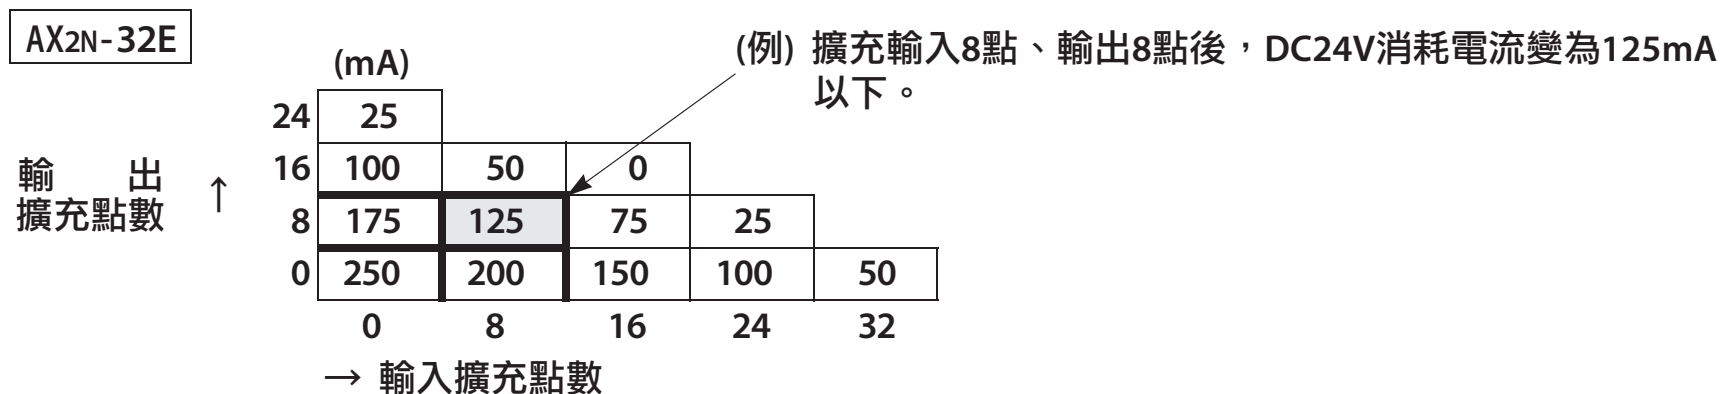 AX2N-32E
(例) 擴充輸入8點、輸出8點後，DC24V消耗電流變為125mA
以下。
(mA)
24 25
16 100 50 0
8 175 125 75 25
0 250 200 150 100 50
0 8 16 24 32
輸出
擴充點數 ↑
→ 輸入擴充點數